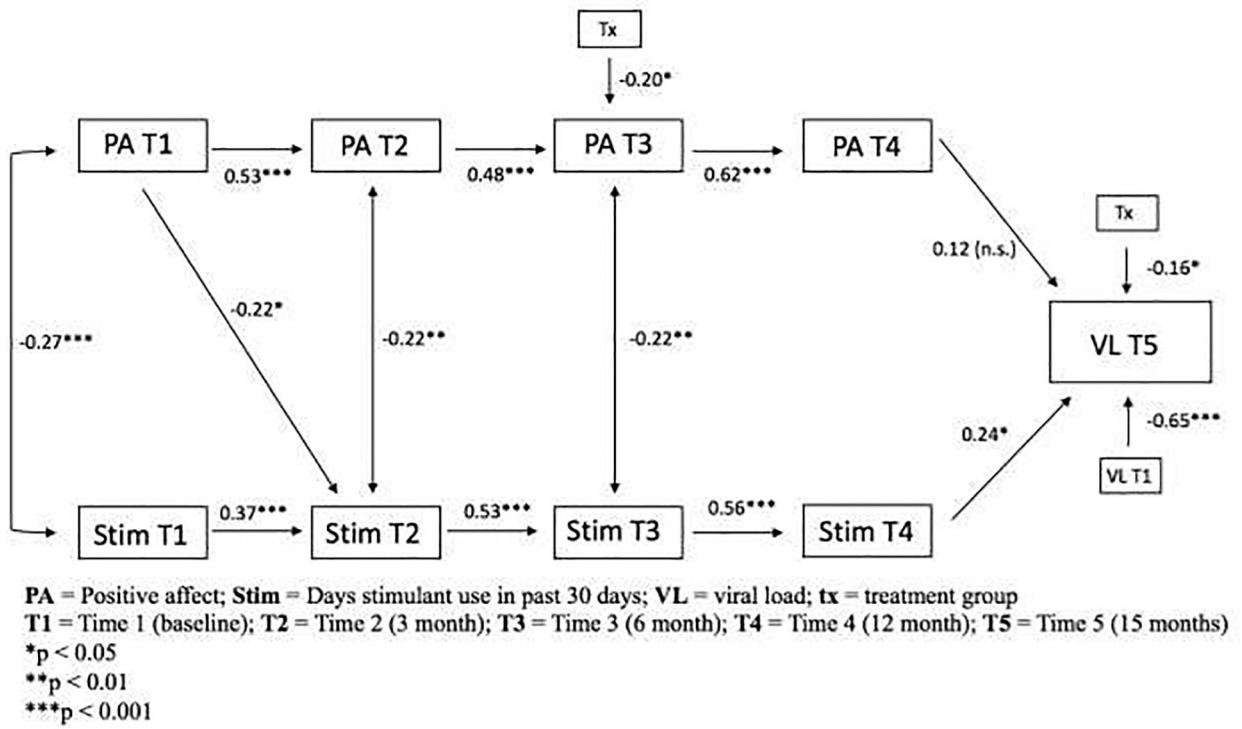 Tx
-0.20*
PA T1
PA T2
PA T3
PA T4
0.53***
0.48***
0.62***
Tx
0.12 (n.s.)
-0.16*
-0.22*
-0.27***
-0.22**
-0.22**
VL T5
-0.65***
0.24*
VL T1
0.37***
0.53***
0.56***
Stim T1
Stim T2
Stim T3
Stim T4
PA = Positive affect; Stim = Days stimulant use in past 30 days; VL = viral load; tx = treatment group
T1 = Time 1 (baseline); T2 = Time 2 (3 month); T3 = Time 3 (6 month); T4 = Time 4 (12 month); T5 = Time 5 (15 months)
*p < 0.05
**p < 0.01
***p < 0.001